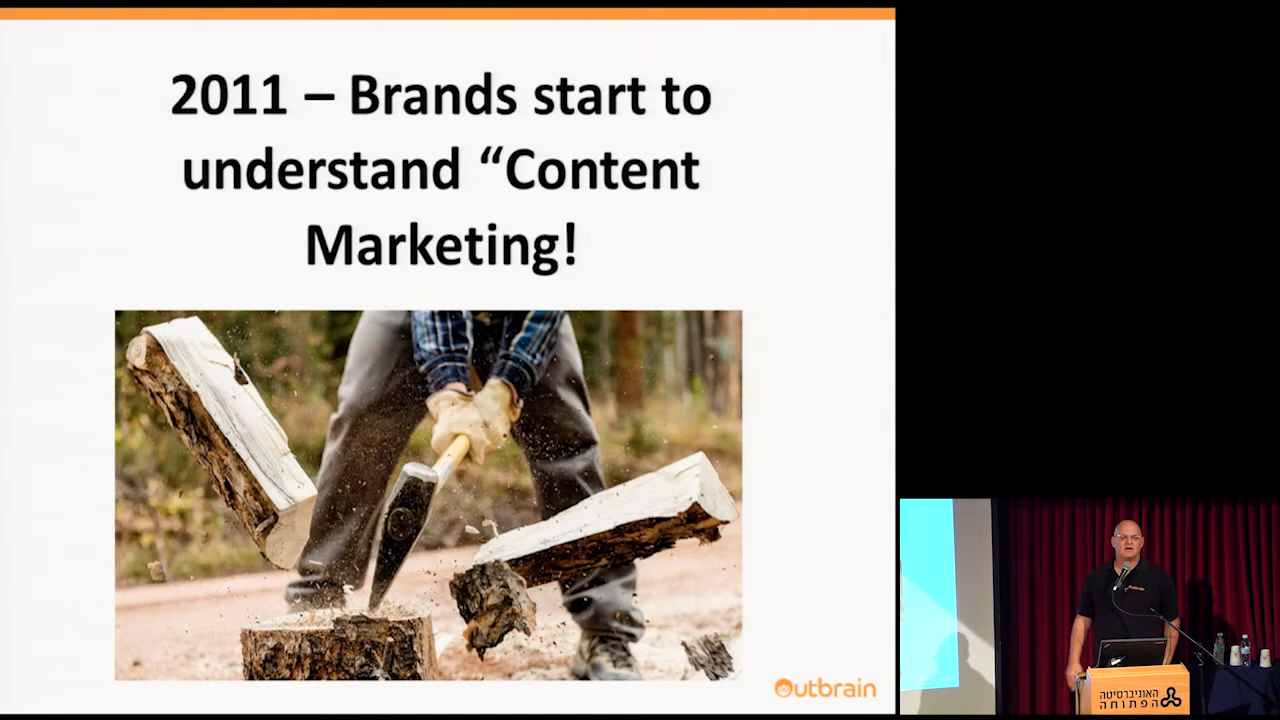 2011 – Brands start to
understand “Content
Marketing!
Outbrain
האוניברסיטה
הפתוחה